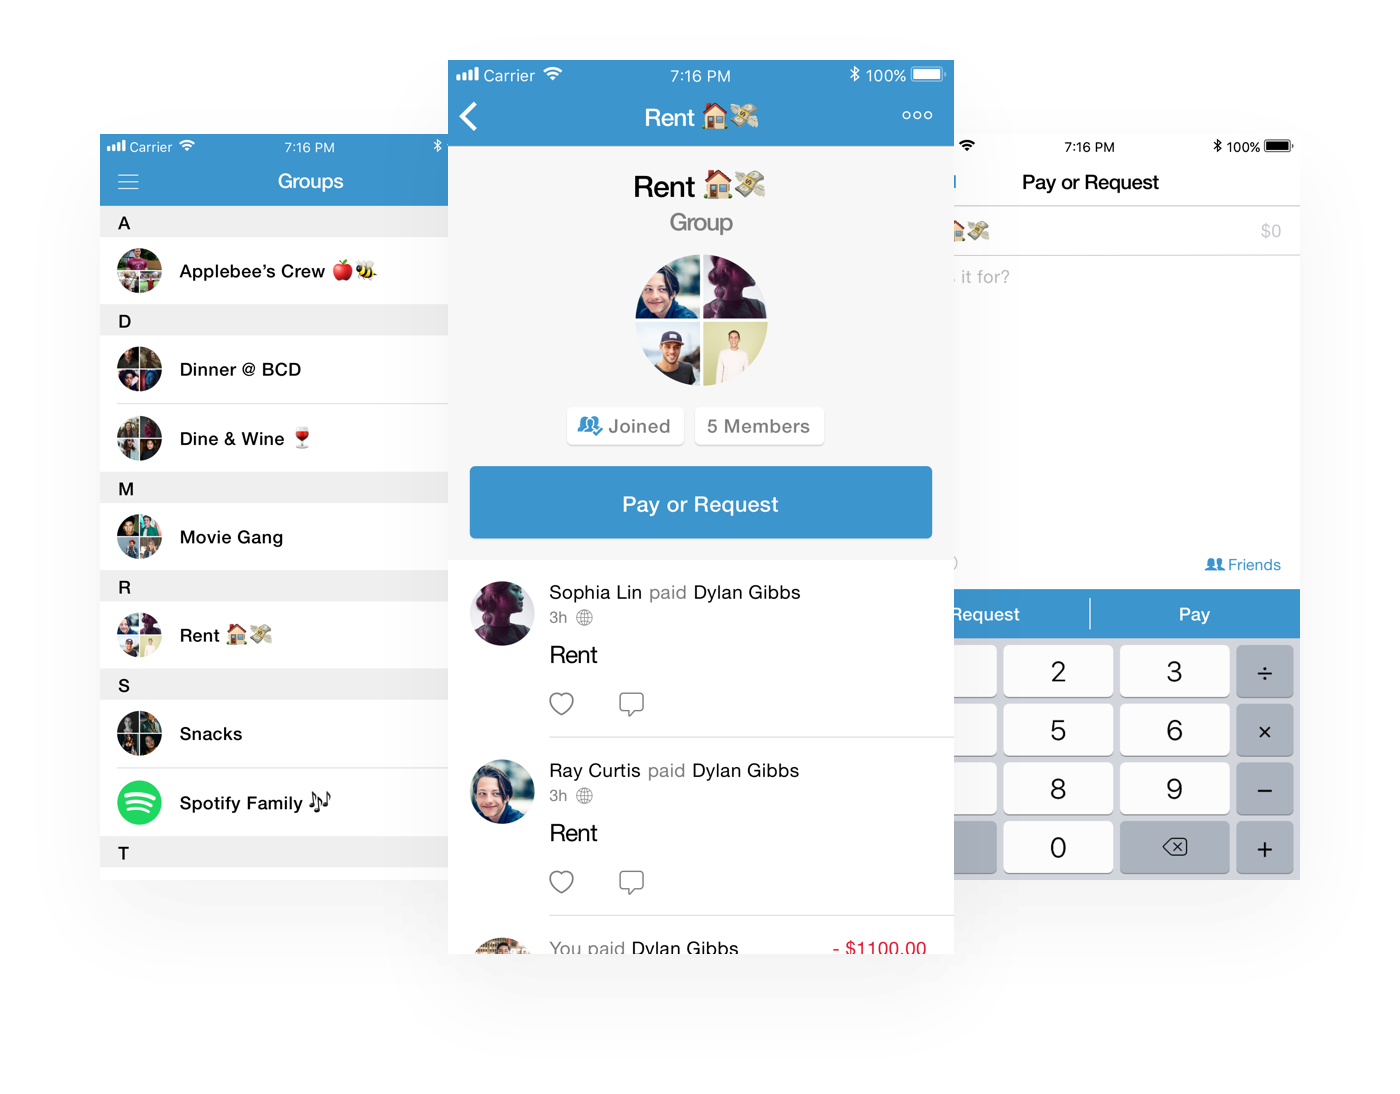 Carrier 7:16 PM
Groups
A
Applebee's Crew 🍎🐝
D
Dinner @ BCD
Dine & Wine 🍷
M
Movie Gang
R
Rent 🏠💸
S
Snacks
Spotify Family 🎶
T
Carrier 7:16 PM 100%
Rent 🏠💸
Rent 🏠💸
Group
Joined 5 Members
Pay or Request
Sophia Lin paid Dylan Gibbs
3h
Rent
Ray Curtis paid Dylan Gibbs
3h
Rent
You paid Dylan Gibbs - $1100.00
7:16 PM 100%
Pay or Request
🏠💸 $0
it for?
Friends
Request Pay
2 3 ÷
5 6 ×
8 9 −
0 +